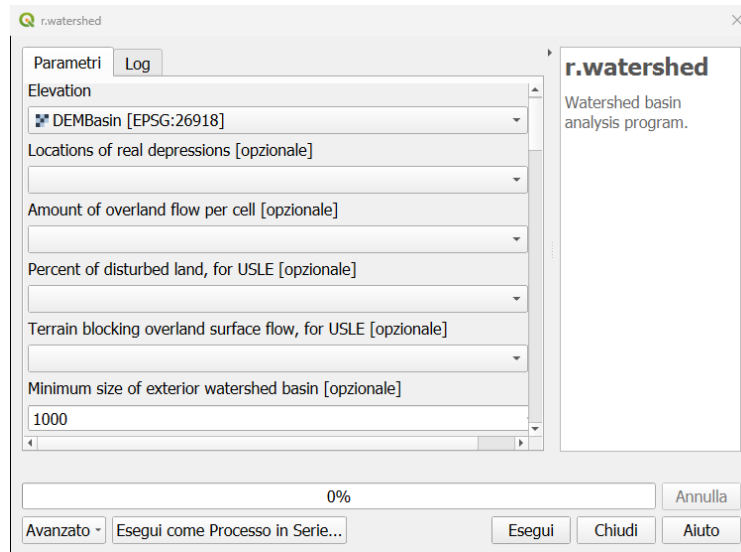 r.watershed
Parametri
Log
Elevation
DEMBasin [EPSG:26918]
Locations of real depressions [opzionale]
Amount of overland flow per cell [opzionale]
Percent of disturbed land, for USLE [opzionale]
Terrain blocking overland surface flow, for USLE [opzionale]
Minimum size of exterior watershed basin [opzionale]
1000
r.watershed
Watershed basin
analysis program.
0%
Annulla
Avanzato
Esegui come Processo in Serie...
Esegui
Chiudi
Aiuto